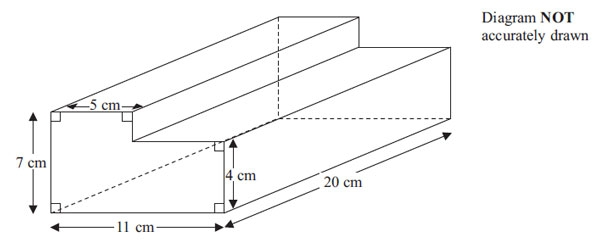 Diagram NOT
accurately drawn
5 cm
7 cm
4 cm
20 cm
11 cm